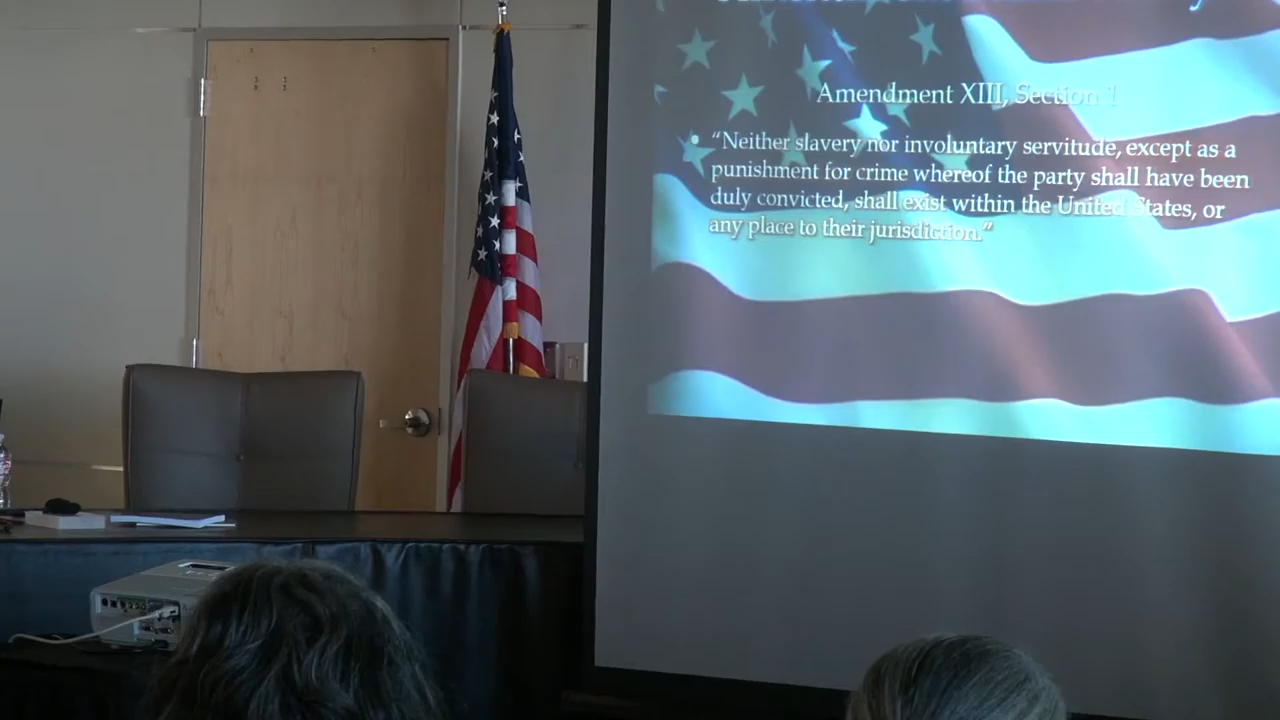 Amendment XIII, Section 1
“Neither slavery nor involuntary servitude, except as a
punishment for crime whereof the party shall have been
duly convicted, shall exist within the United States, or
any place to their jurisdiction.”